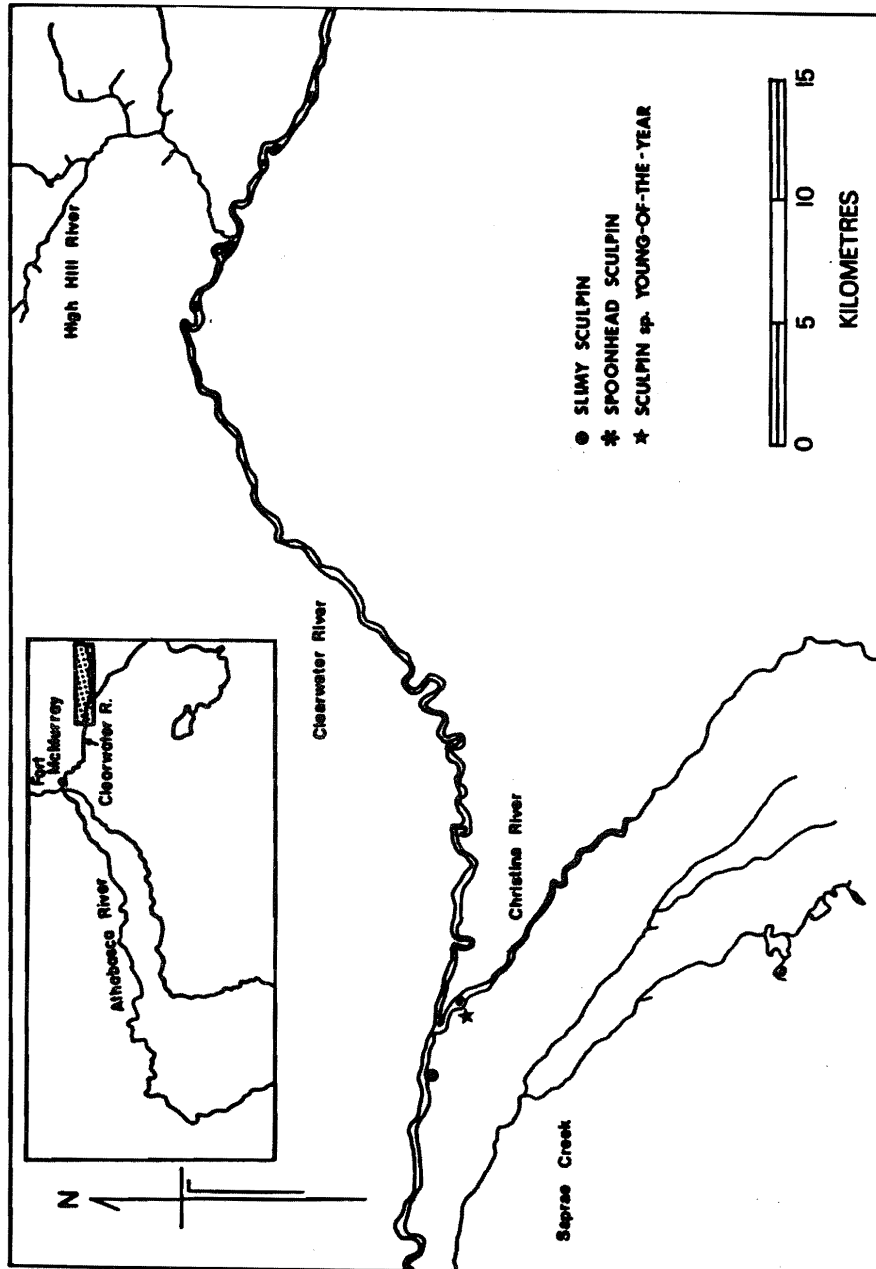 N
Fort
McMurray
Clearwater R.
Athabasca River
High Hill River
Clearwater River
Christina River
Saprae Creek
SLIMY SCULPIN
SPOONHEAD SCULPIN
SCULPIN sp. YOUNG-OF-THE-YEAR
0 5 10 15
KILOMETRES